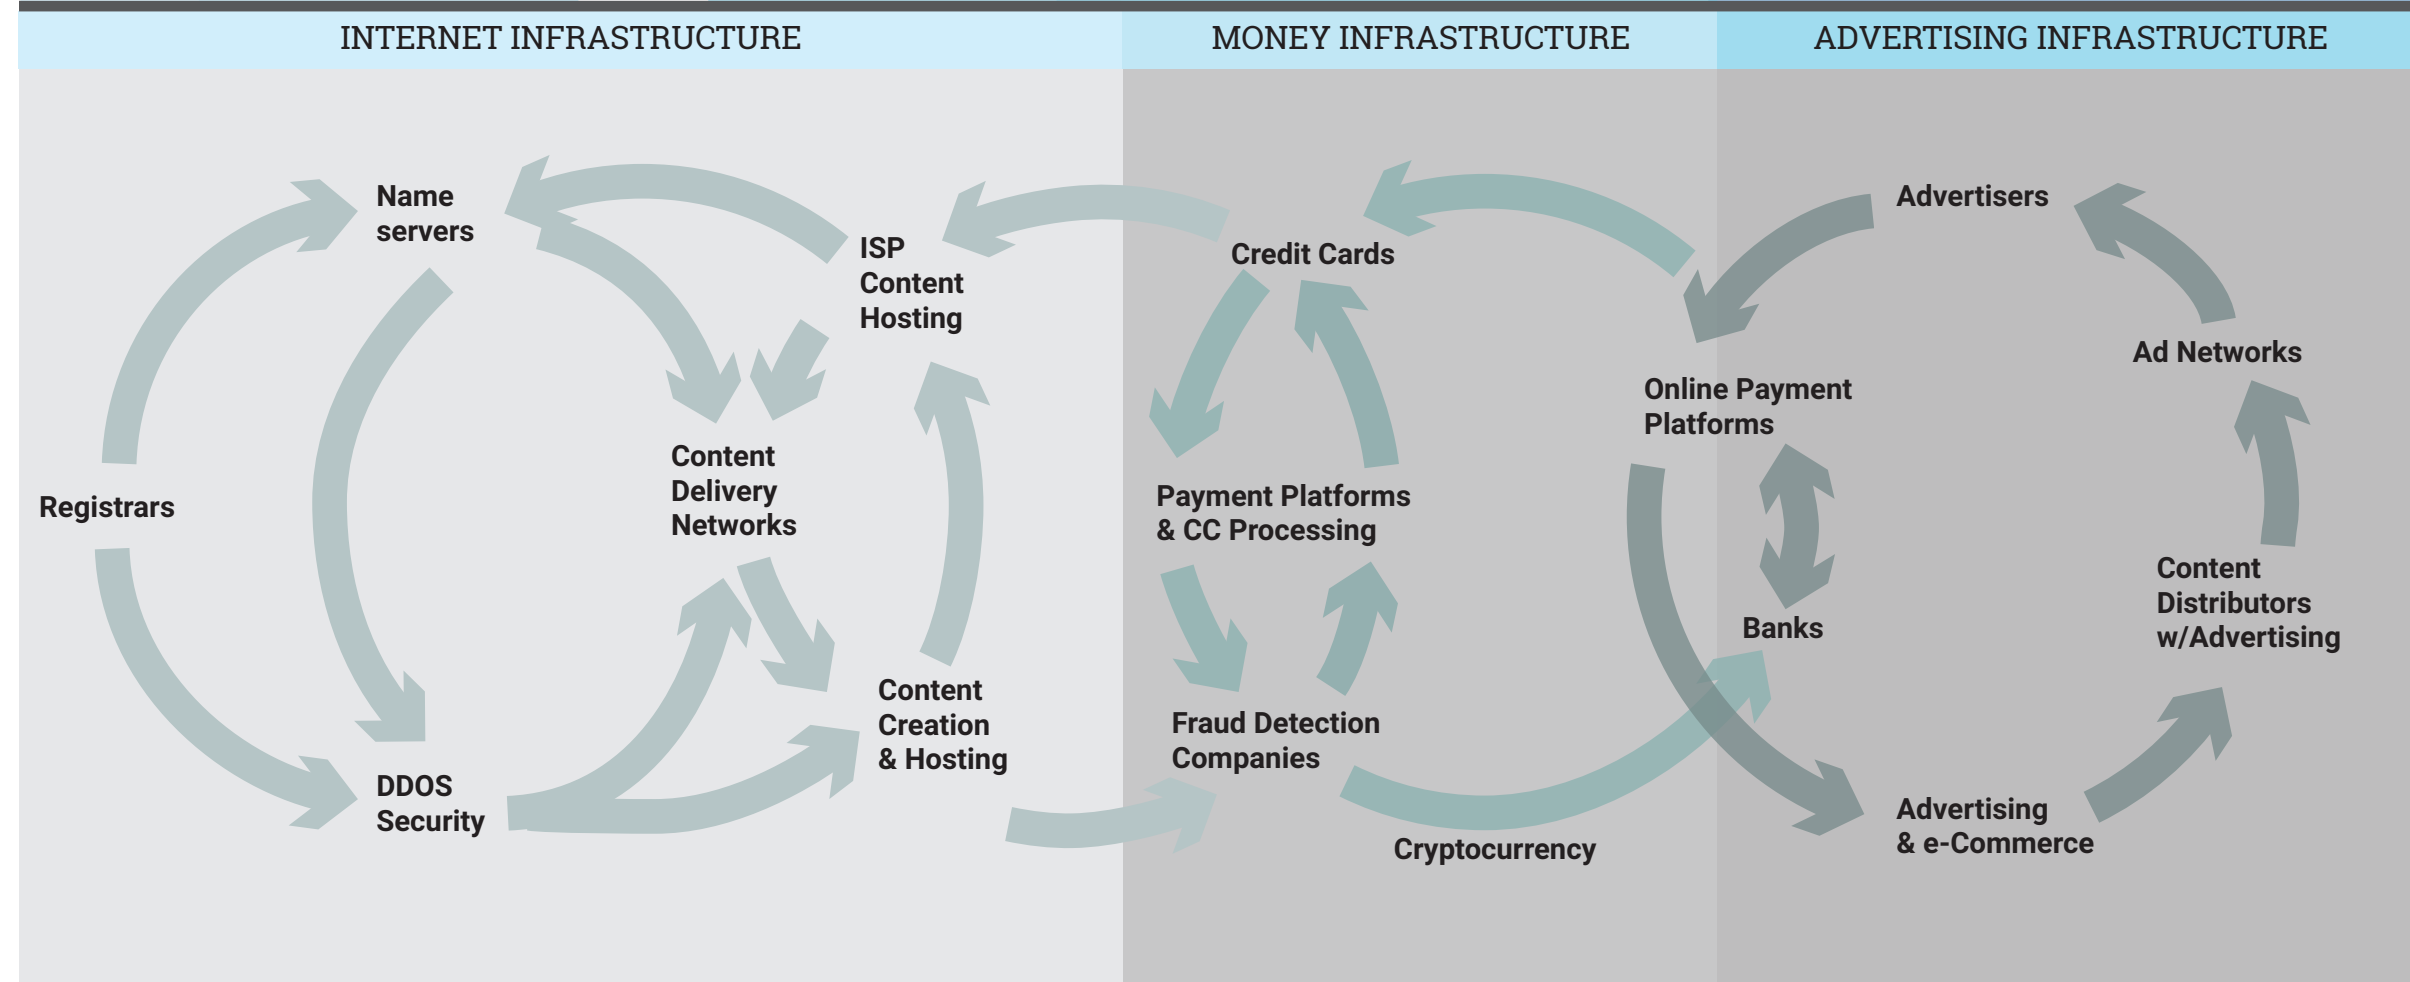 INTERNET INFRASTRUCTURE
MONEY INFRASTRUCTURE
ADVERTISING INFRASTRUCTURE
Name
servers
ISP
Content
Hosting
Registrars
Content
Delivery
Networks
DDOS
Security
Content
Creation
& Hosting
Credit Cards
Payment Platforms
& CC Processing
Fraud Detection
Companies
Cryptocurrency
Online Payment
Platforms
Banks
Advertisers
Ad Networks
Content
Distributors
w/Advertising
Advertising
& e-Commerce